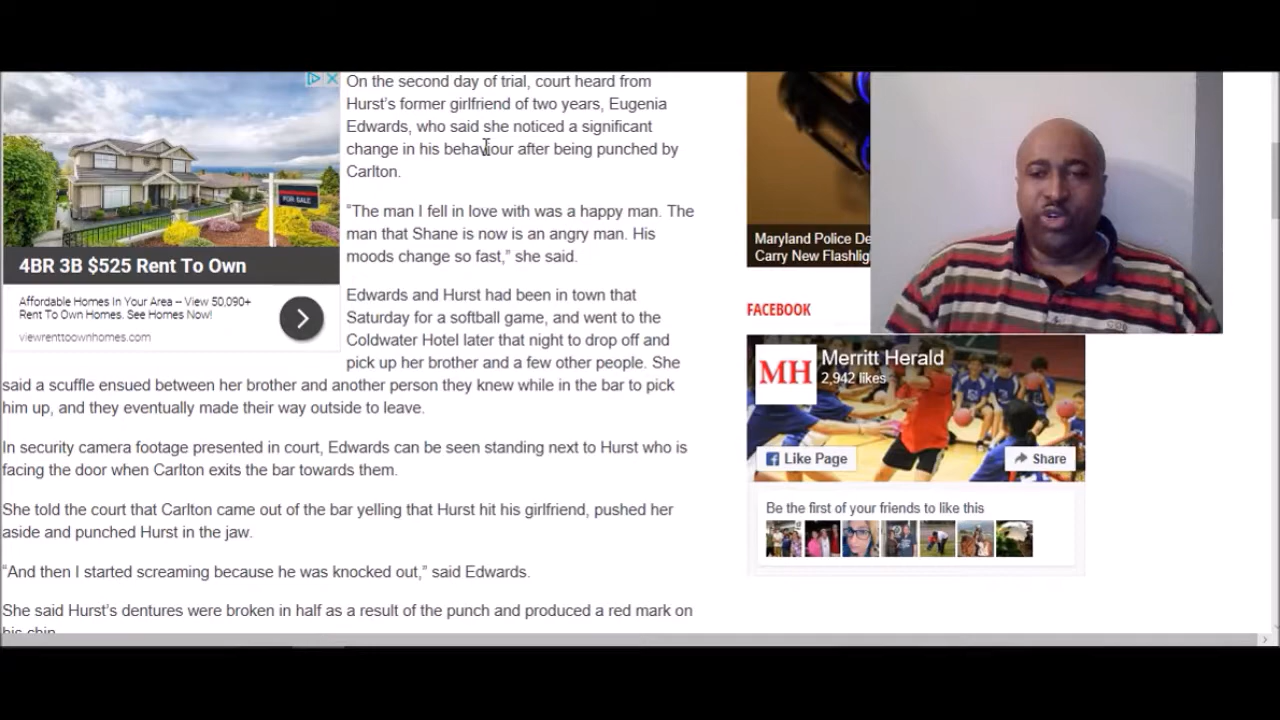 On the second day of trial, court heard from
Hurst’s former girlfriend of two years, Eugenia
Edwards, who said she noticed a significant
change in his behaviour after being punched by
Carlton.
“The man I fell in love with was a happy man. The
man that Shane is now is an angry man. His
moods change so fast,” she said.
Edwards and Hurst had been in town that
Saturday for a softball game, and went to the
Coldwater Hotel later that night to drop off and
pick up her brother and a few other people. She
said a scuffle ensued between her brother and another person they knew while in the bar to pick
him up, and they eventually made their way outside to leave.
In security camera footage presented in court, Edwards can be seen standing next to Hurst who is
facing the door when Carlton exits the bar towards them.
She told the court that Carlton came out of the bar yelling that Hurst hit his girlfriend, pushed her
aside and punched Hurst in the jaw.
“And then I started screaming because he was knocked out,” said Edwards.
She said Hurst’s dentures were broken in half as a result of the punch and produced a red mark on
his chin
FOR SALE
4BR 3B $525 Rent To Own
Affordable Homes In Your Area – View 50,090+
Rent To Own Homes. See Homes Now!
viewrenttoownhomes.com
Maryland Police De
Carry New Flashlig
FACEBOOK
MH
Merritt Herald
2,942 likes
Like Page
Share
Be the first of your friends to like this